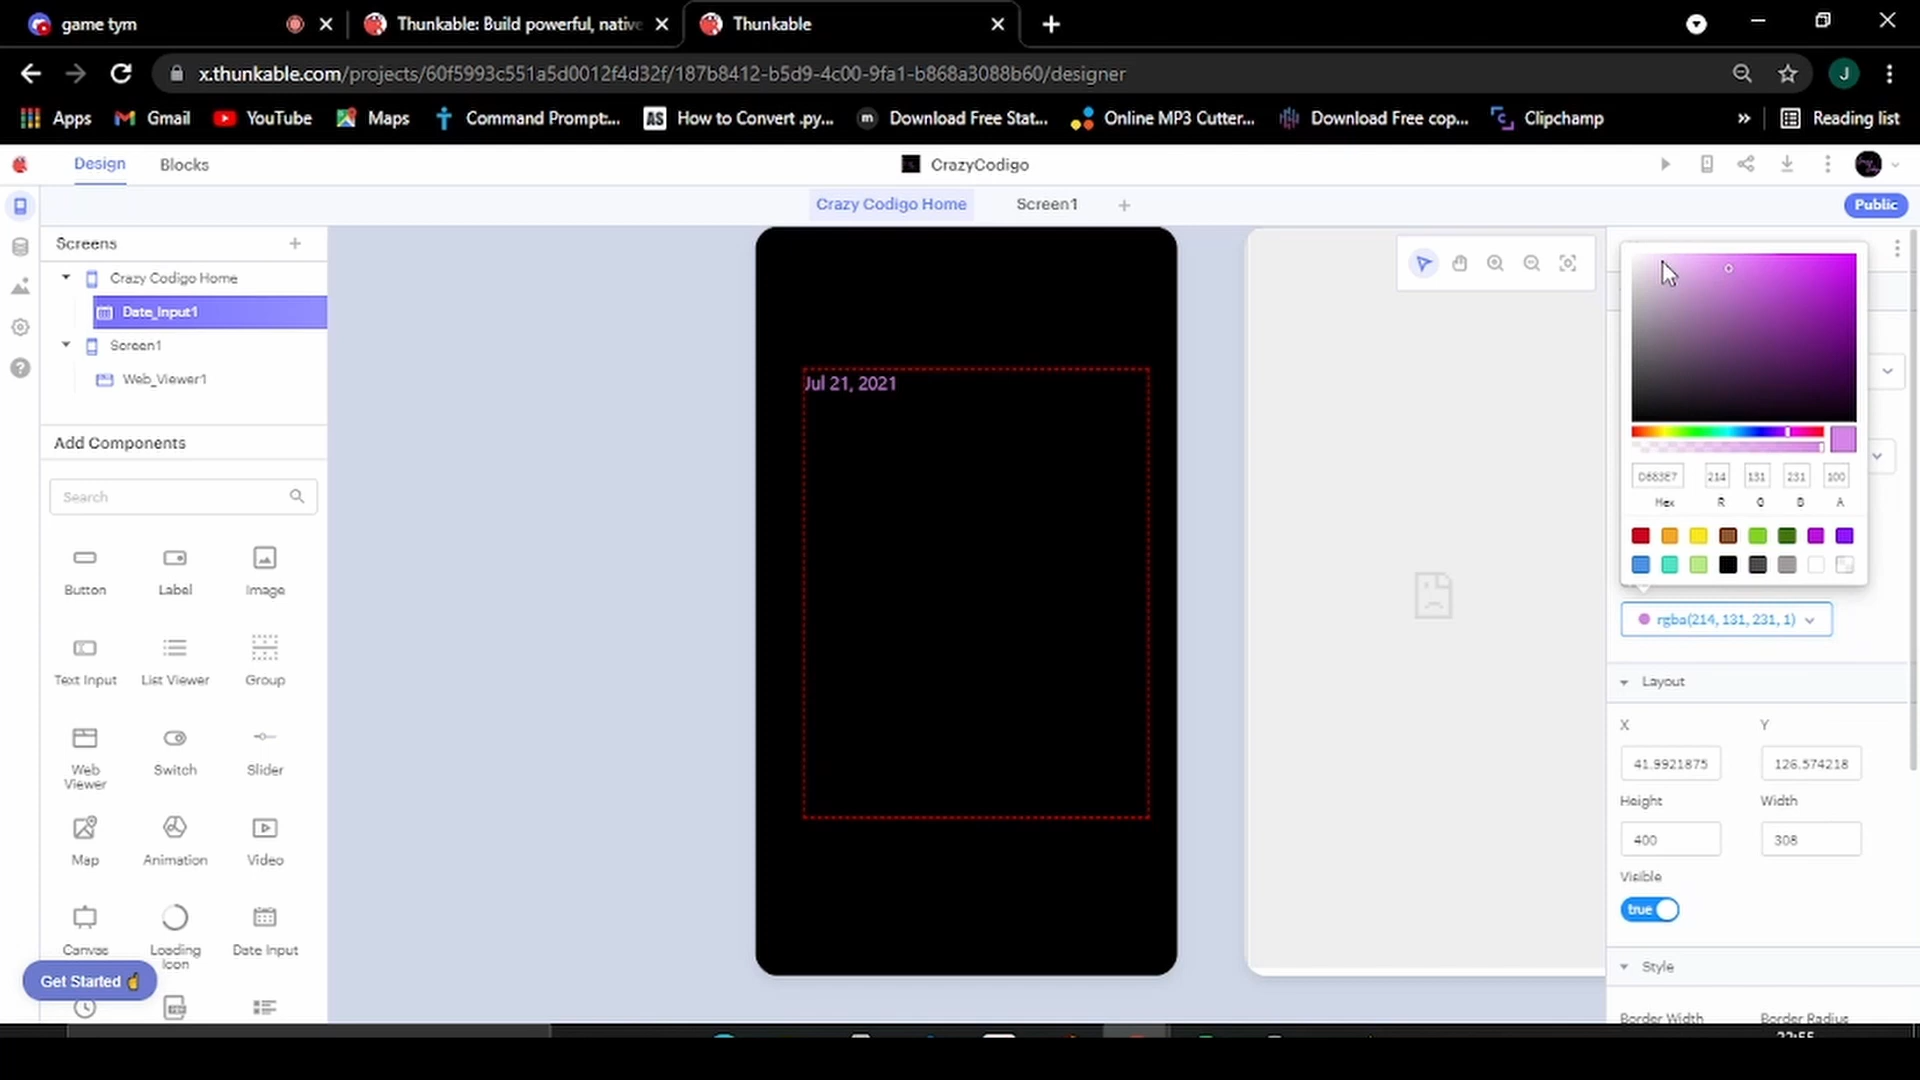 game tym
Thunkable: Build powerful, native
Thunkable
x.thunkable.com/projects/60f5993c551a5d0012f4d32f/187b8412-b5d9-4c00-9fa1-b868a3088b60/designer
J
Apps
Gmail
YouTube
Maps
Command Prompt:...
AS
How to Convert .py...
m
Download Free Stat...
Online MP3 Cutter...
Download Free cop...
Clipchamp
»
Reading list
Design
Blocks
CrazyCodigo
Crazy Codigo Home
Screen1
+
Public
Screens
+
Crazy Codigo Home
Date_Input1
Screen1
Web_Viewer1
Add Components
Search
Button
Label
Image
Text Input
List Viewer
Group
Web
Viewer
Switch
Slider
Map
Animation
Video
Canvas
Loading
Icon
Date Input
Get Started
Jul 21, 2021
D683E7
214
131
231
100
Hex
R
G
B
A
rgba(214, 131, 231, 1)
Layout
X
Y
41.9921875
126.574218
Height
Width
400
308
Visible
true
Style
Border Width
Border Radius